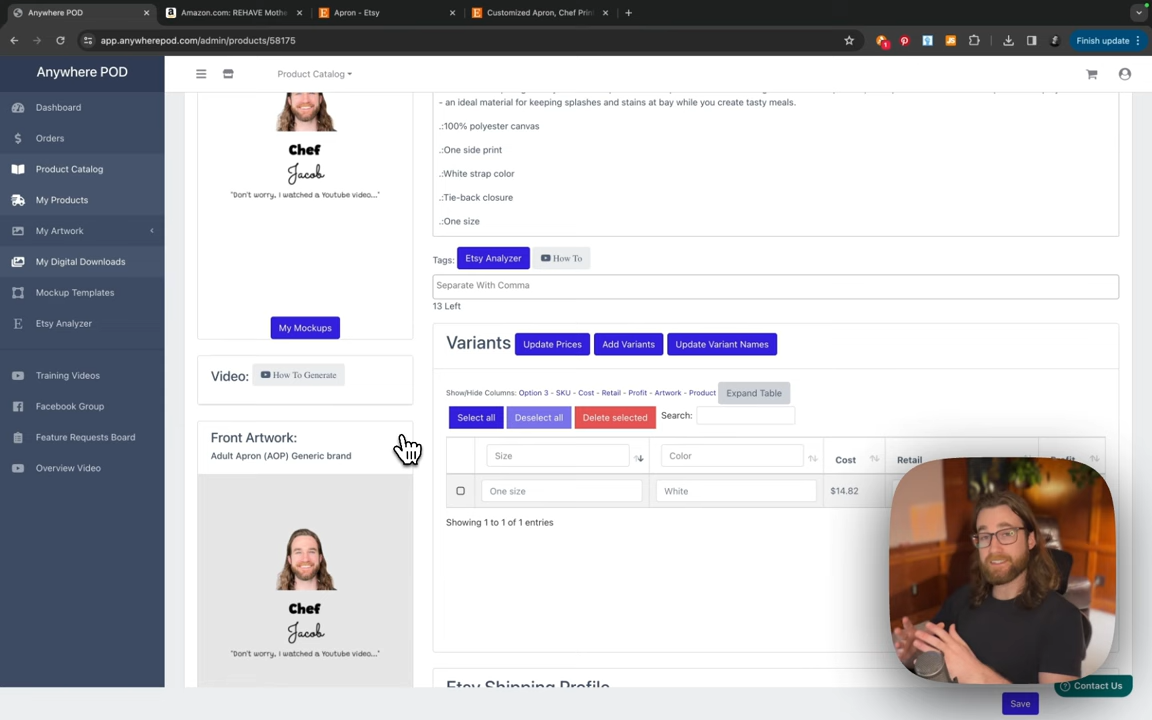 Anywhere POD
Amazon.com: REHAVE Mothe
Apron - Etsy
Customized Apron, Chef Prin
app.anywherepod.com/admin/products/58175
1
Finish update
Anywhere POD
Product Catalog
Dashboard
Orders
Product Catalog
My Products
My Artwork
My Digital Downloads
Mockup Templates
Etsy Analyzer
Training Videos
Facebook Group
Feature Requests Board
Overview Video
Chef
Jacob
"Don't worry, I watched a Youtube video..."
My Mockups
Video:
How To Generate
Front Artwork:
Adult Apron (AOP) Generic brand
Chef
Jacob
"Don't worry, I watched a Youtube video..."
- an ideal material for keeping splashes and stains at bay while you create tasty meals.
.:100% polyester canvas
.:One side print
.:White strap color
.:Tie-back closure
.:One size
Tags:
Etsy Analyzer
How To
Separate With Comma
13 Left
Variants
Update Prices
Add Variants
Update Variant Names
Show/Hide Columns: Option 3 - SKU - Cost - Retail - Profit - Artwork - Product
Expand Table
Select all
Deselect all
Delete selected
Search:
Size
Color
Cost
Retail
One size
White
$14.82
Showing 1 to 1 of 1 entries
Etsy Shipping Profile
Contact Us
Save